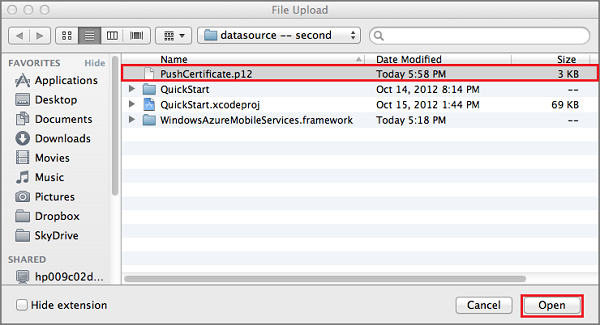 File Upload
datasource -- second
FAVORITES Hide
Applications
Desktop
Documents
Downloads
Movies
Music
Pictures
Dropbox
SkyDrive
SHARED
hp009c02d...
Name Date Modified Size
PushCertificate.p12 Today 5:58 PM 3 KB
QuickStart Oct 14, 2012 8:14 PM --
QuickStart.xcodeproj Oct 15, 2012 1:44 PM 69 KB
WindowsAzureMobileServices.framework Today 5:18 PM --
Hide extension
Cancel Open